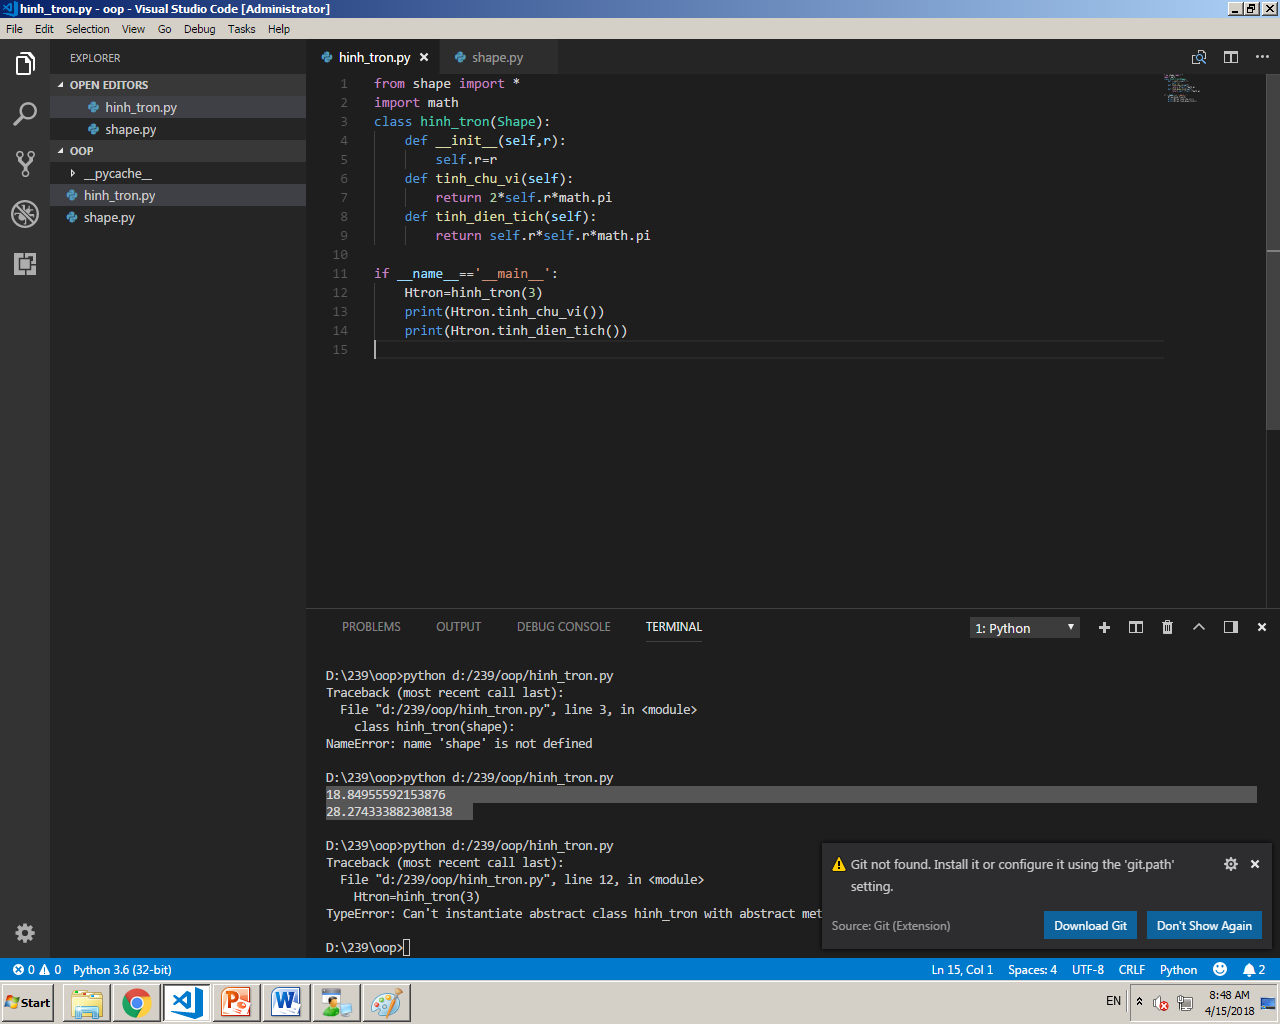 hinh_tron.py - oop - Visual Studio Code [Administrator]
File Edit Selection View Go Debug Tasks Help
EXPLORER
OPEN EDITORS
hinh_tron.py
shape.py
OOP
__pycache__
hinh_tron.py
shape.py
hinh_tron.py
shape.py
1 from shape import *
2 import math
3 class hinh_tron(Shape):
4 def __init__(self,r):
5 self.r=r
6 def tinh_chu_vi(self):
7 return 2*self.r*math.pi
8 def tinh_dien_tich(self):
9 return self.r*self.r*math.pi
10
11 if __name__=='__main__':
12 Htron=hinh_tron(3)
13 print(Htron.tinh_chu_vi())
14 print(Htron.tinh_dien_tich())
15
PROBLEMS OUTPUT DEBUG CONSOLE TERMINAL
1: Python
D:\239\oop>python d:/239/oop/hinh_tron.py
Traceback (most recent call last):
File "d:/239/oop/hinh_tron.py", line 3, in <module>
class hinh_tron(shape):
NameError: name 'shape' is not defined
D:\239\oop>python d:/239/oop/hinh_tron.py
18.84955592153876
28.274333882308138
D:\239\oop>python d:/239/oop/hinh_tron.py
Traceback (most recent call last):
File "d:/239/oop/hinh_tron.py", line 12, in <module>
Htron=hinh_tron(3)
TypeError: Can't instantiate abstract class hinh_tron with abstract met
D:\239\oop>
Git not found. Install it or configure it using the 'git.path'
setting.
Source: Git (Extension)
Download Git
Don't Show Again
0 0 Python 3.6 (32-bit)
Ln 15, Col 1 Spaces: 4 UTF-8 CRLF Python 2
Start
EN
8:48 AM
4/15/2018